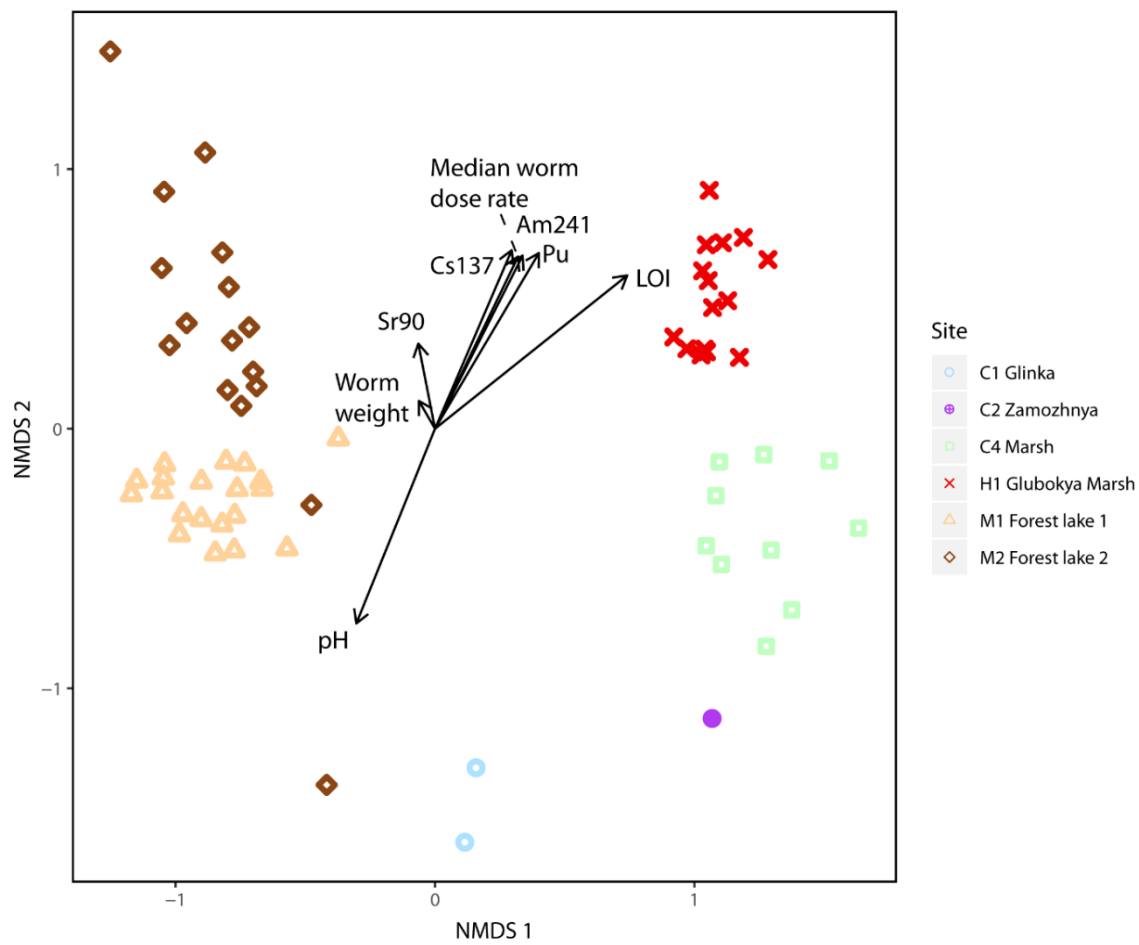 1
0
−1
NMDS 2
Median worm
dose rate
Am241
Cs137
Pu
LOI
Sr90
Worm
weight
pH
−1
0
1
NMDS 1
Site
C1 Glinka
C2 Zamozhnya
C4 Marsh
H1 Glubokya Marsh
M1 Forest lake 1
M2 Forest lake 2